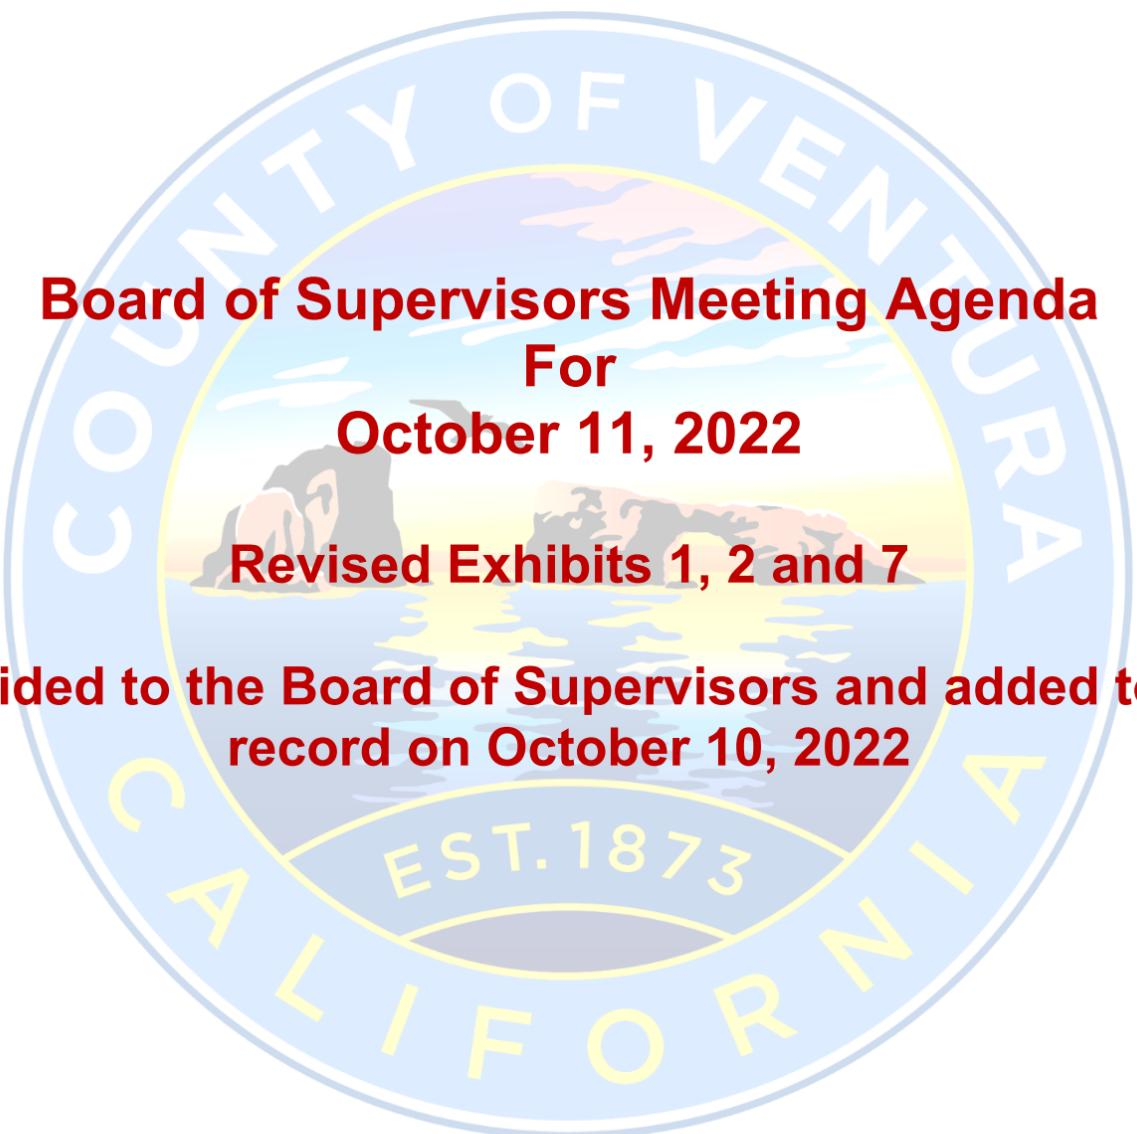 COUNTY OF VENTURA
Board of Supervisors Meeting Agenda
For
October 11, 2022
Revised Exhibits 1, 2 and 7
ided to the Board of Supervisors and added t
record on October 10, 2022
EST. 1873
CALIFORNIA